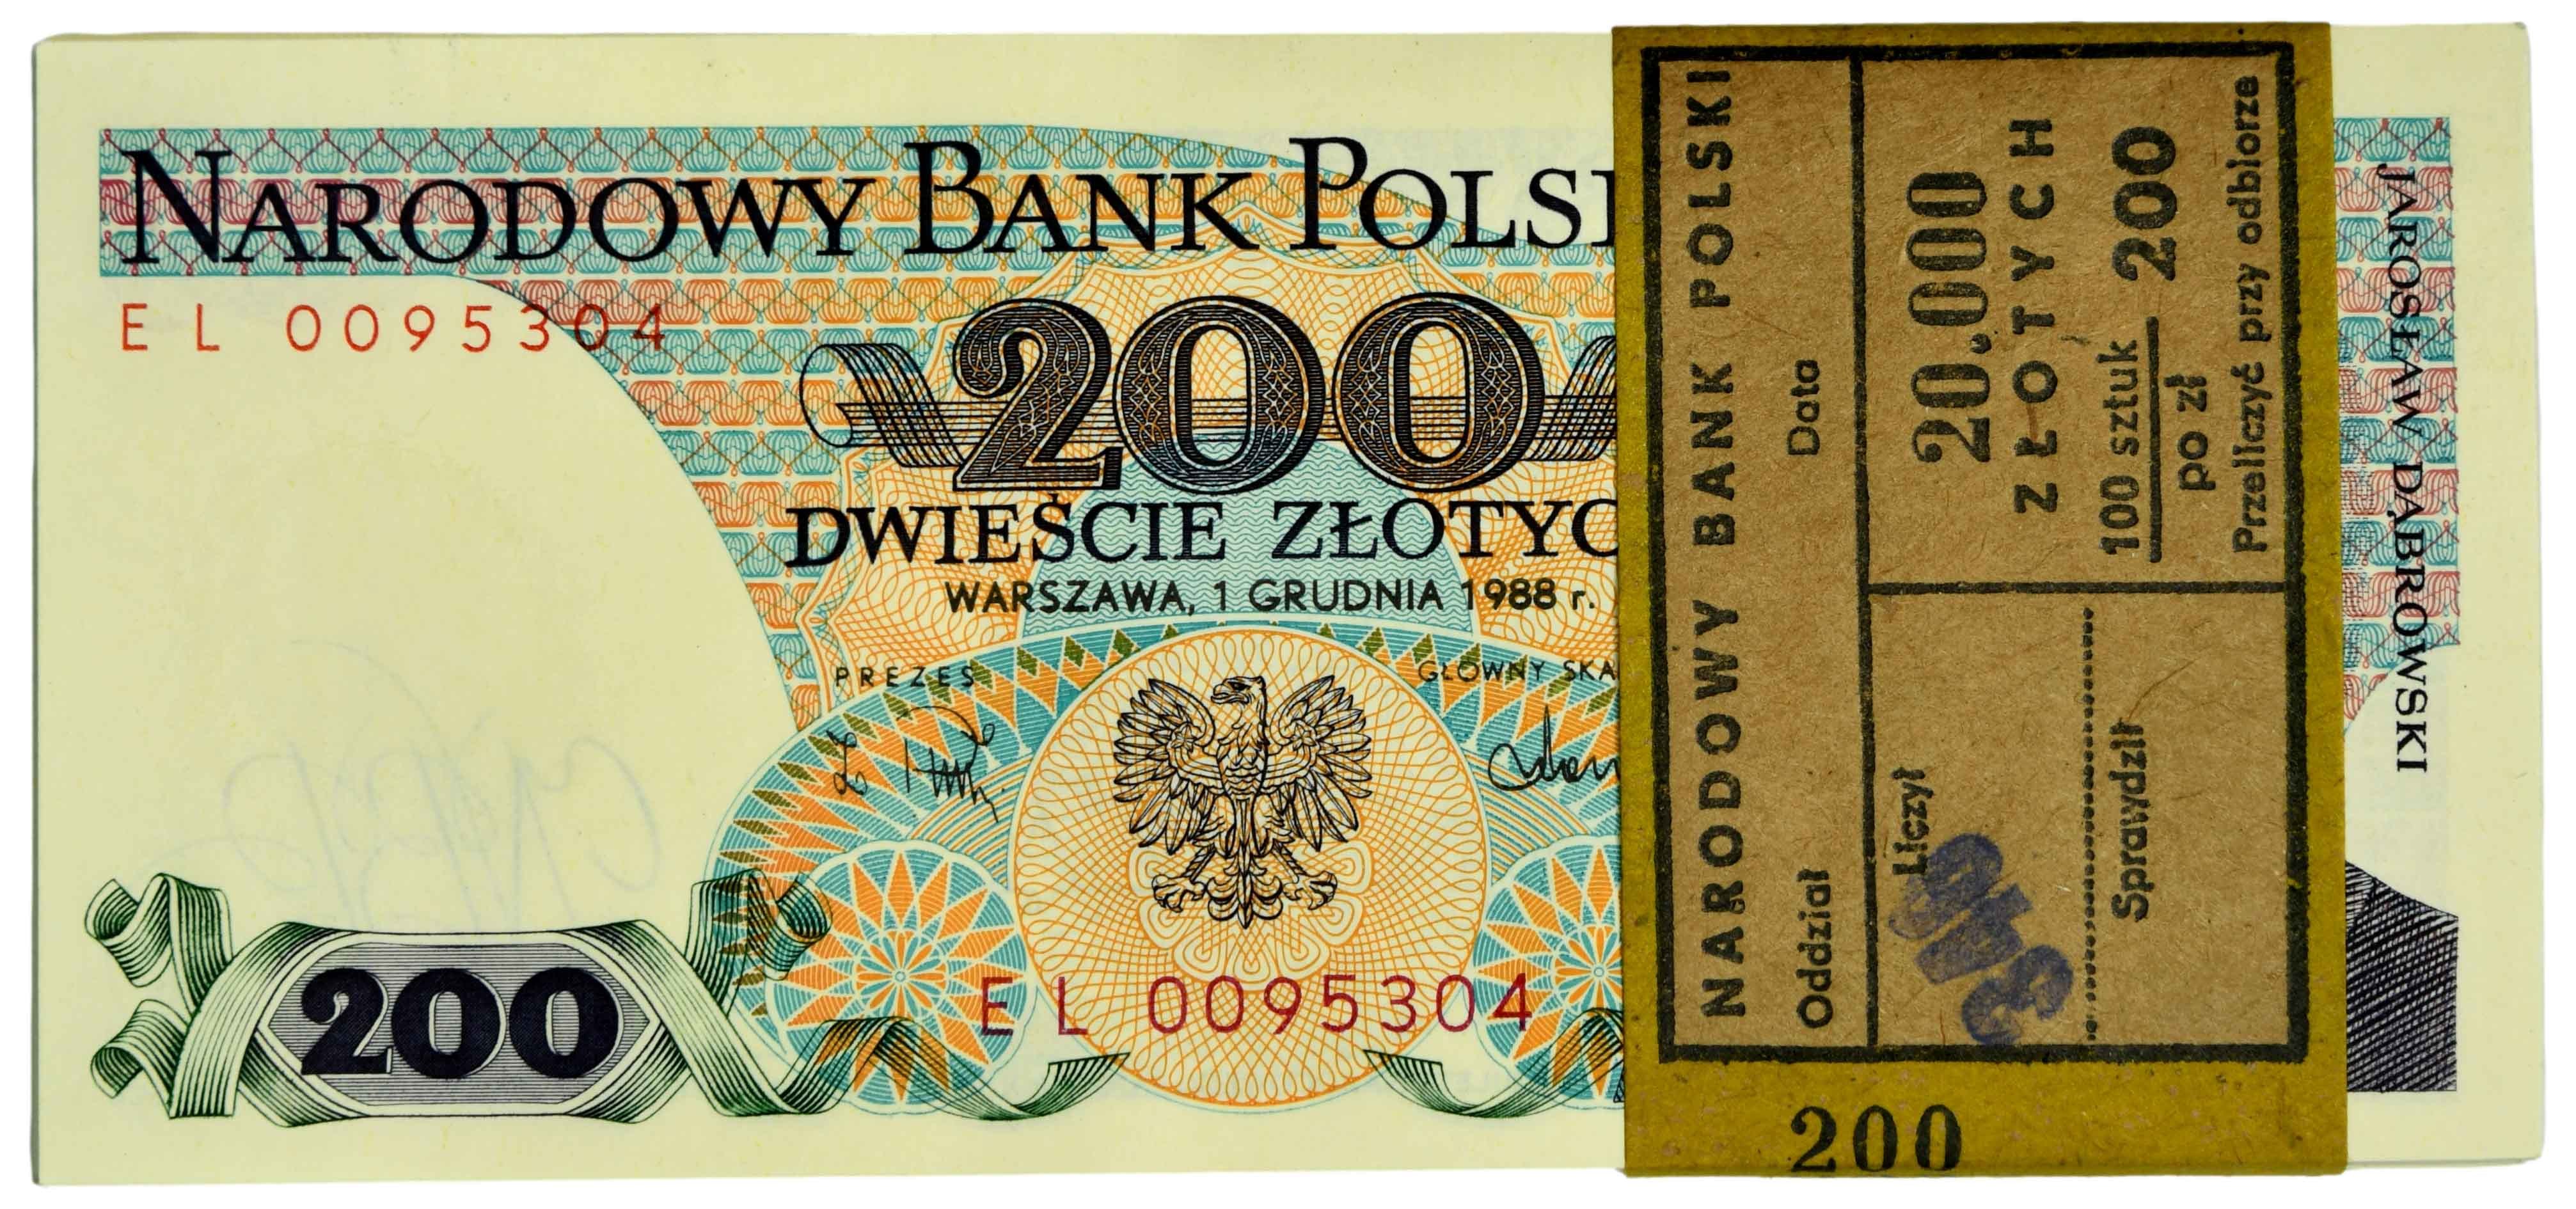 NARODOWY BANK POLSK
EL 0095304
200
DWIEŚCIE ZŁOTYC
WARSZAWA, 1 GRUDNIA 1988 r.
PREZES
GŁÓWNY SKA
EL 0095304
200
NARODOWY BANK POLSKI
Oddział Data
20.000
ZŁOTYCH
100 sztuk
po zł 200
Przeliczyć przy odbiorze
Liczył
340
Sprawdził
200
JAROSŁAW DĄBROWSKI